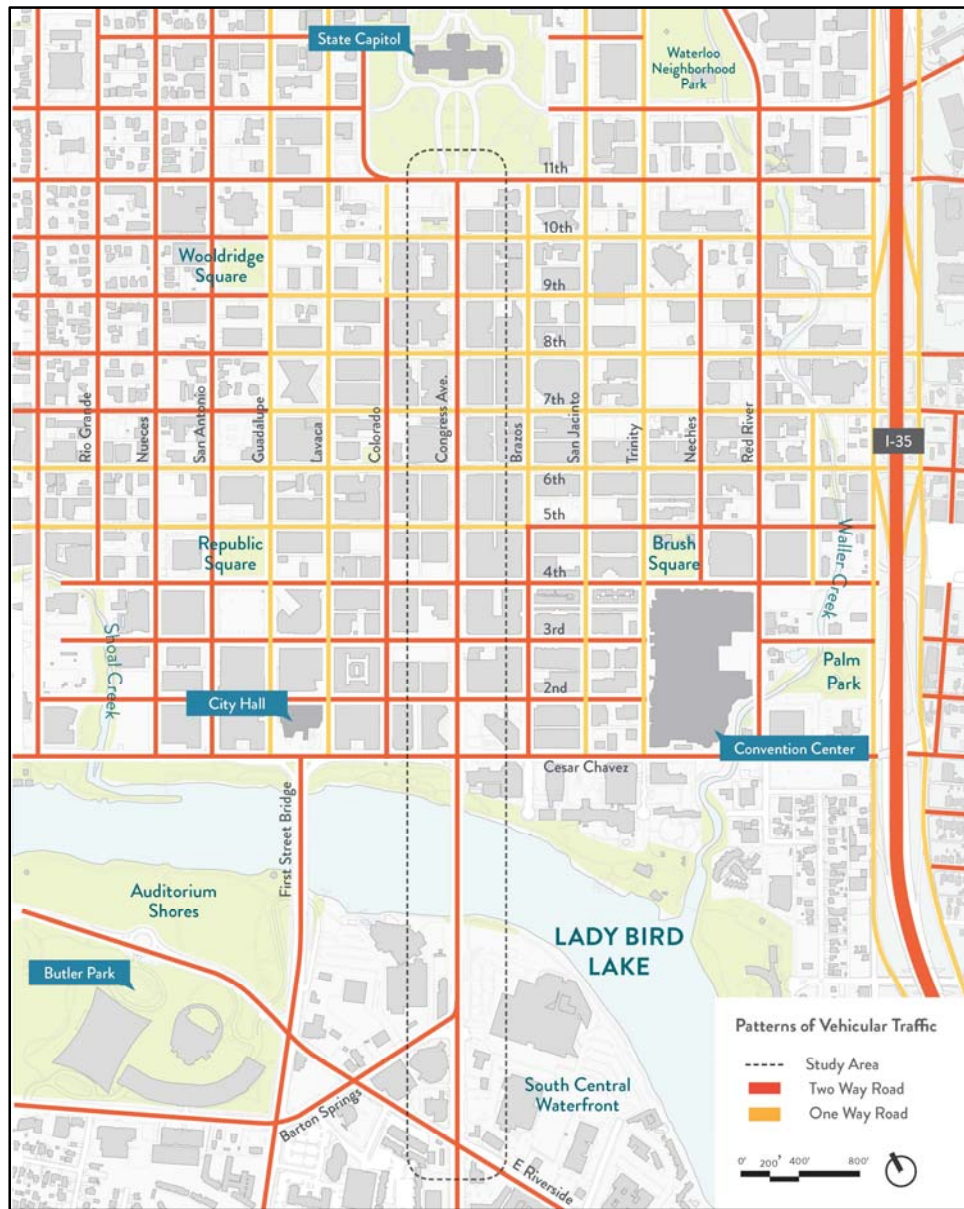 State Capitol
Waterloo
Neighborhood
Park
11th
10th
Wooldridge
Square
9th
8th
7th
Rio Grande
Nueces
San Antonio
Guadalupe
Lavaca
Colorado
Congress Ave.
Brazos
San Jacinto
Trinity
Neches
Red River
I-35
6th
5th
Republic
Square
Brush
Square
4th
Waller Creek
3rd
Shoal Creek
Palm
Park
2nd
City Hall
Convention Center
Cesar Chavez
First Street Bridge
Auditorium
Shores
LADY BIRD
LAKE
Butler Park
Patterns of Vehicular Traffic
Study Area
Two Way Road
One Way Road
South Central
Waterfront
Barton Springs
E Riverside
0' 200' 400' 800'